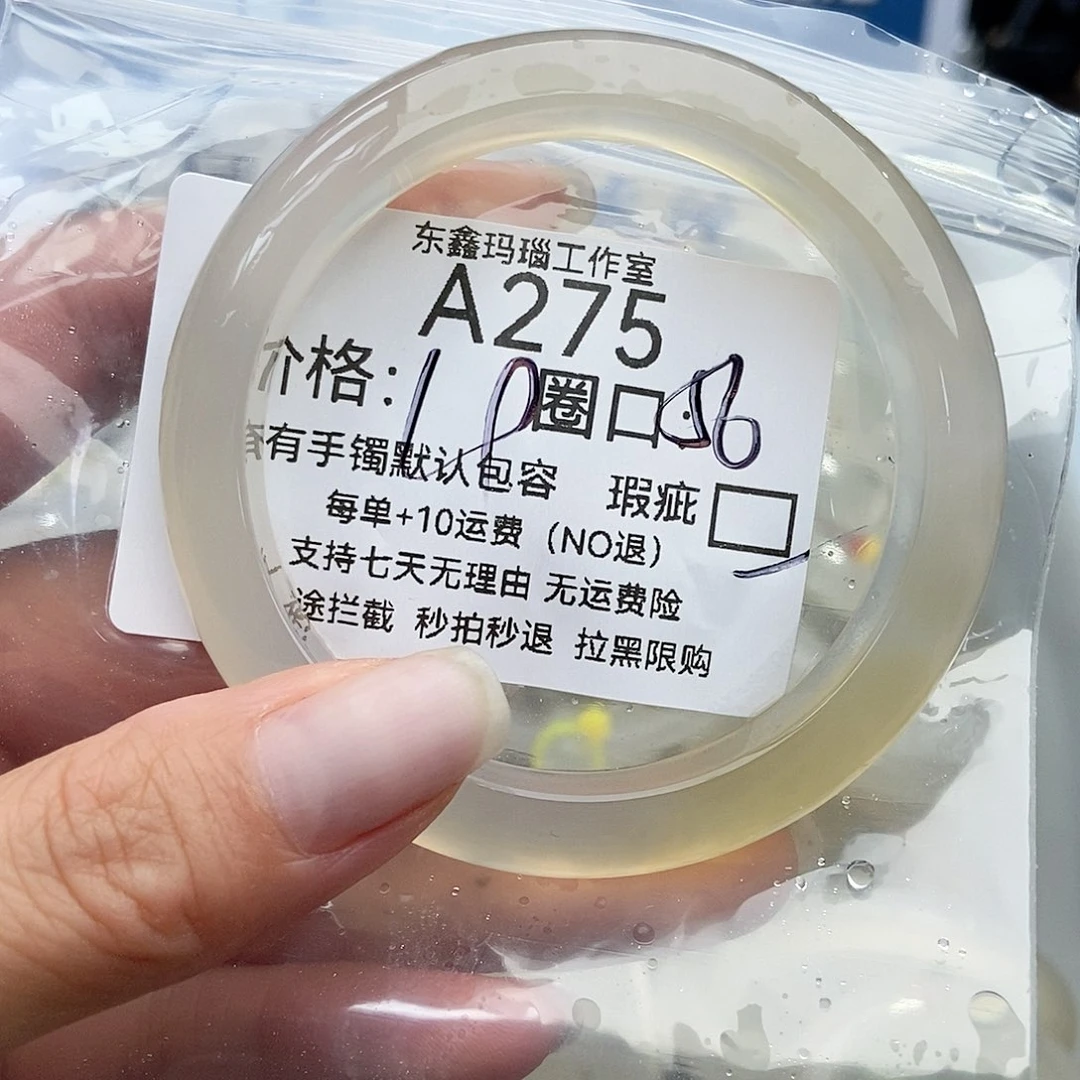 东鑫玛瑙工作室
A275
价格: 圈口: 56
有手镯默认包容 瑕疵
每单+10运费 (NO退)
支持七天无理由 无运费险
途拦截 秒拍秒退 拉黑限购